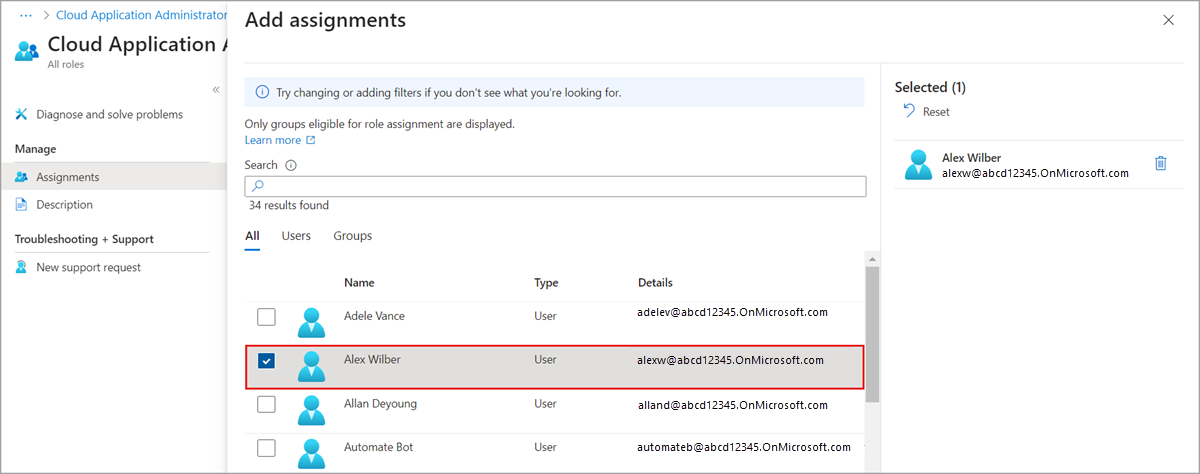 ··· > Cloud Application Administrator
Cloud Application A
All roles
«
Diagnose and solve problems
Manage
Assignments
Description
Troubleshooting + Support
New support request
Add assignments
Try changing or adding filters if you don't see what you're looking for.
Only groups eligible for role assignment are displayed.
Learn more
Search
34 results found
All Users Groups
Name Type Details
Adele Vance User adelev@abcd12345.OnMicrosoft.com
Alex Wilber User alexw@abcd12345.OnMicrosoft.com
Allan Deyoung User alland@abcd12345.OnMicrosoft.com
Automate Bot User automateb@abcd12345.OnMicrosoft.com
Selected (1)
Reset
Alex Wilber
alexw@abcd12345.OnMicrosoft.com